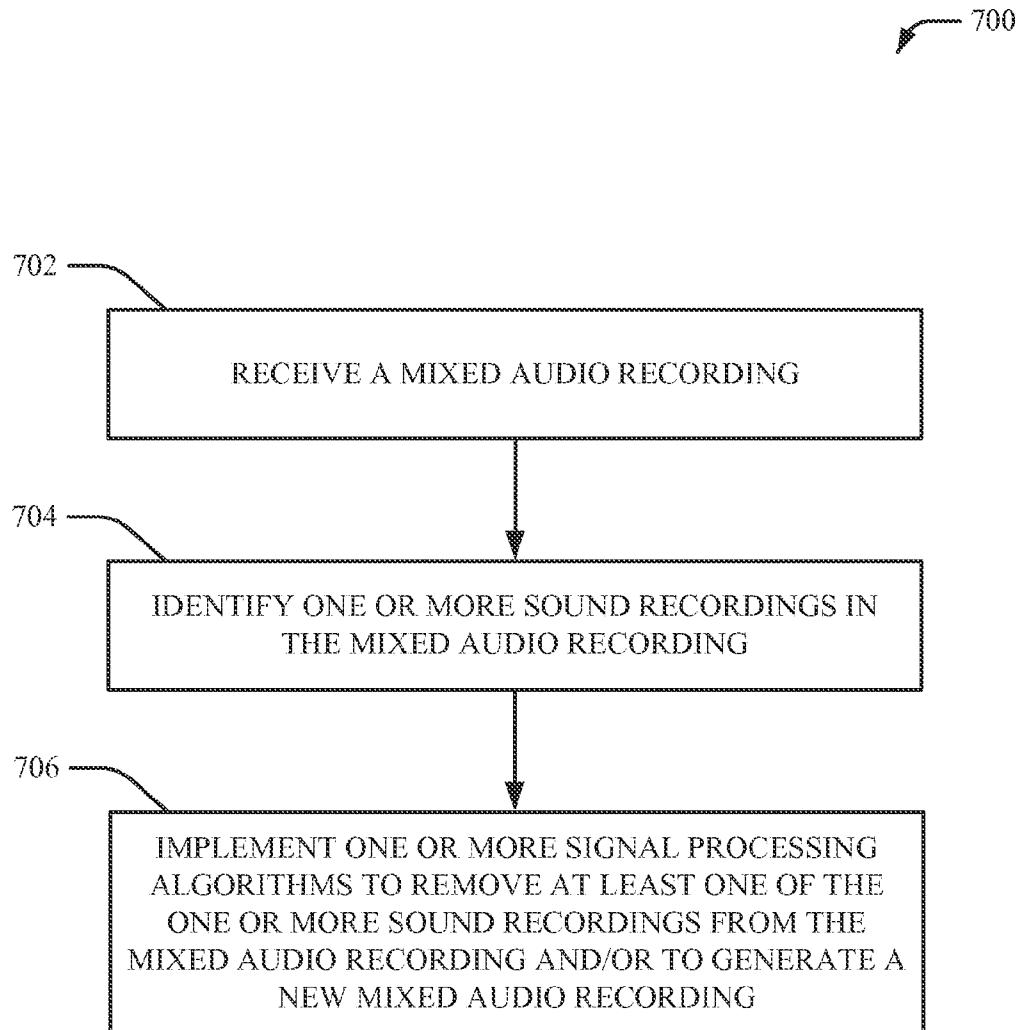 700
702
RECEIVE A MIXED AUDIO RECORDING
704
IDENTIFY ONE OR MORE SOUND RECORDINGS IN
THE MIXED AUDIO RECORDING
706
IMPLEMENT ONE OR MORE SIGNAL PROCESSING
ALGORITHMS TO REMOVE AT LEAST ONE OF THE
ONE OR MORE SOUND RECORDINGS FROM THE
MIXED AUDIO RECORDING AND/OR TO GENERATE A
NEW MIXED AUDIO RECORDING